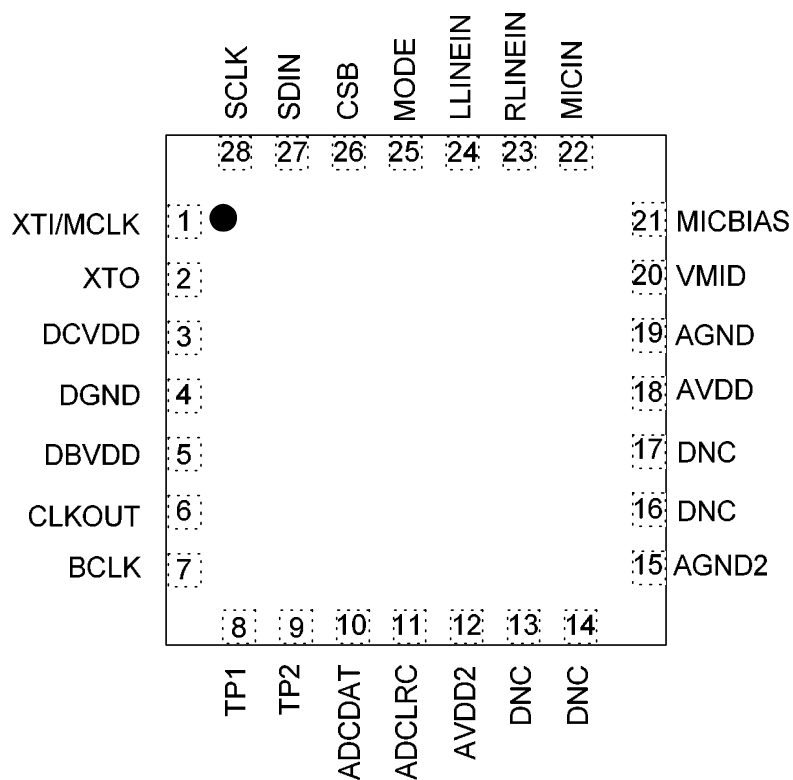 SCLK SDIN CSB MODE LLINEIN RLINEIN MICIN
28 27 26 25 24 23 22
XTI/MCLK 1 21 MICBIAS
XTO 2 20 VMID
DCVDD 3 19 AGND
DGND 4 18 AVDD
DBVDD 5 17 DNC
CLKOUT 6 16 DNC
BCLK 7 15 AGND2
8 9 10 11 12 13 14
TP1 TP2 ADCDAT ADCLRC AVDD2 DNC DNC